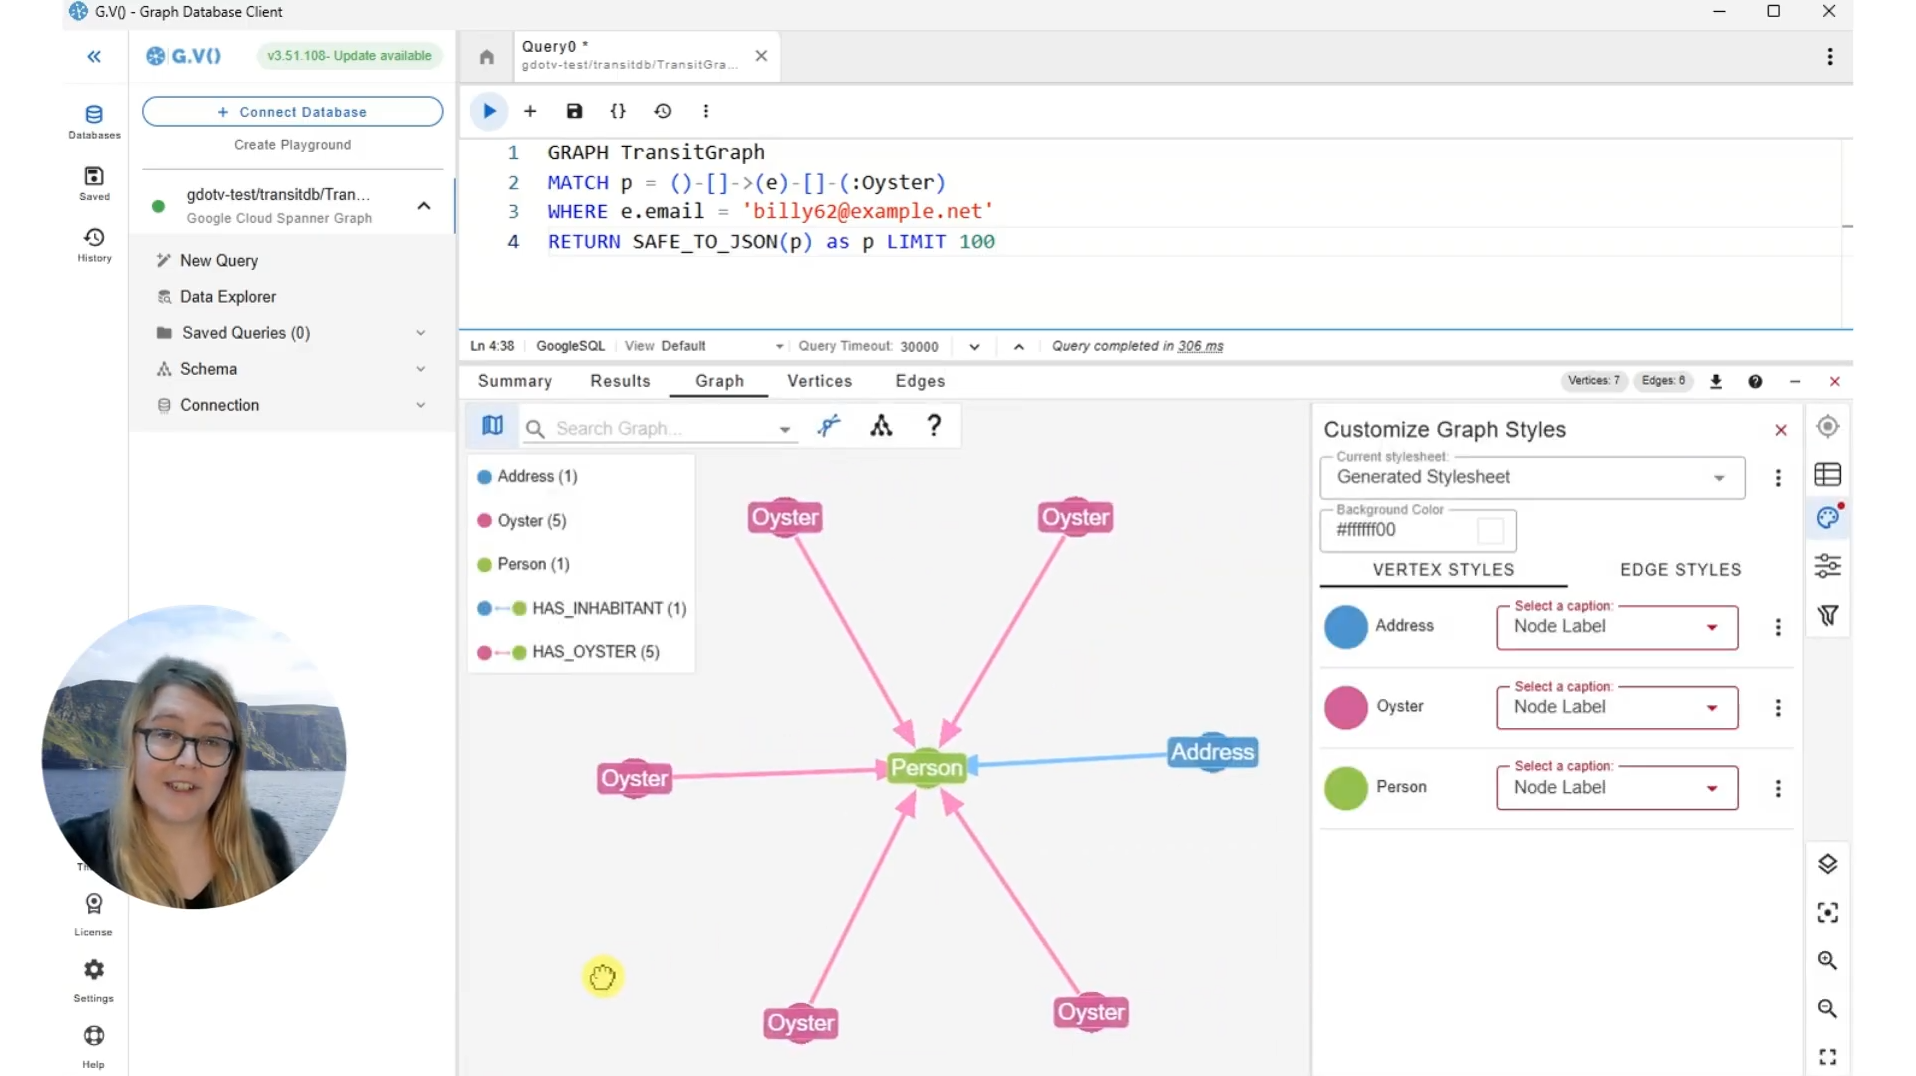 G.V() - Graph Database Client
G.V()
v3.51.108- Update available
Query0 *
gdotv-test/transitdb/TransitGra...
+ Connect Database
Create Playground
Databases
Saved
History
gdotv-test/transitdb/Tran...
Google Cloud Spanner Graph
New Query
Data Explorer
Saved Queries (0)
Schema
Connection
1 GRAPH TransitGraph
2 MATCH p = ()-[]->(e)-[]-(:Oyster)
3 WHERE e.email = 'billy62@example.net'
4 RETURN SAFE_TO_JSON(p) as p LIMIT 100
Ln 4:38 GoogleSQL View Default Query Timeout: 30000 Query completed in 306 ms
Summary Results Graph Vertices Edges Vertices: 7 Edges: 6
Search Graph...
Address (1)
Oyster (5)
Person (1)
HAS_INHABITANT (1)
HAS_OYSTER (5)
Oyster
Oyster
Oyster
Person
Address
Oyster
Oyster
Customize Graph Styles
Current stylesheet:
Generated Stylesheet
Background Color
#ffffff00
VERTEX STYLES EDGE STYLES
Address
Select a caption:
Node Label
Oyster
Select a caption:
Node Label
Person
Select a caption:
Node Label
License
Settings
Help